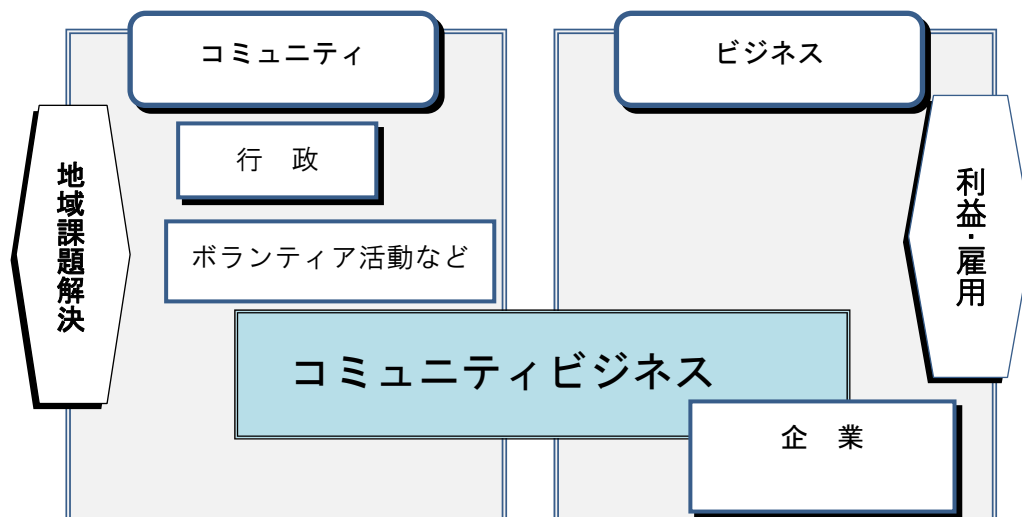 コミュニティ
ビジネス
行　政
地域課題解決
利益・雇用
ボランティア活動など
コミュニティビジネス
企　業